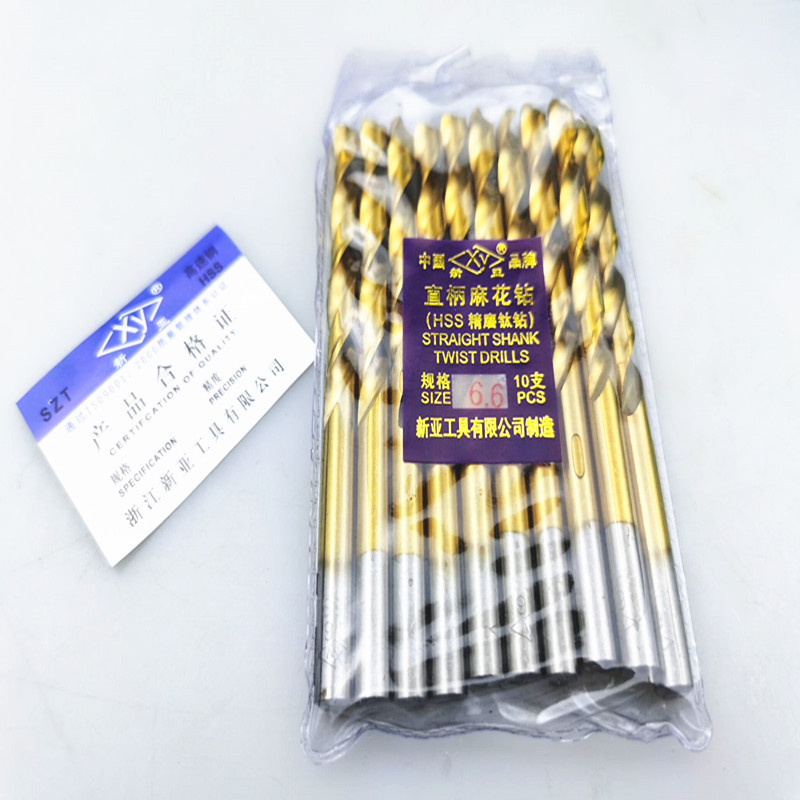 高速钢
HSS
XY
®
新亚
SZT
产品合格证
CERTIFCATION OF QUALITY
规格
SPECIFICATION
精度
PRECISION
浙江新亚工具有限公司
中国 XY ® 品牌
新亚
直柄麻花钻
(HSS 精磨钛钻)
STRAIGHT SHANK
TWIST DRILLS
规格 6.6 10支
SIZE PCS
新亚工具有限公司制造